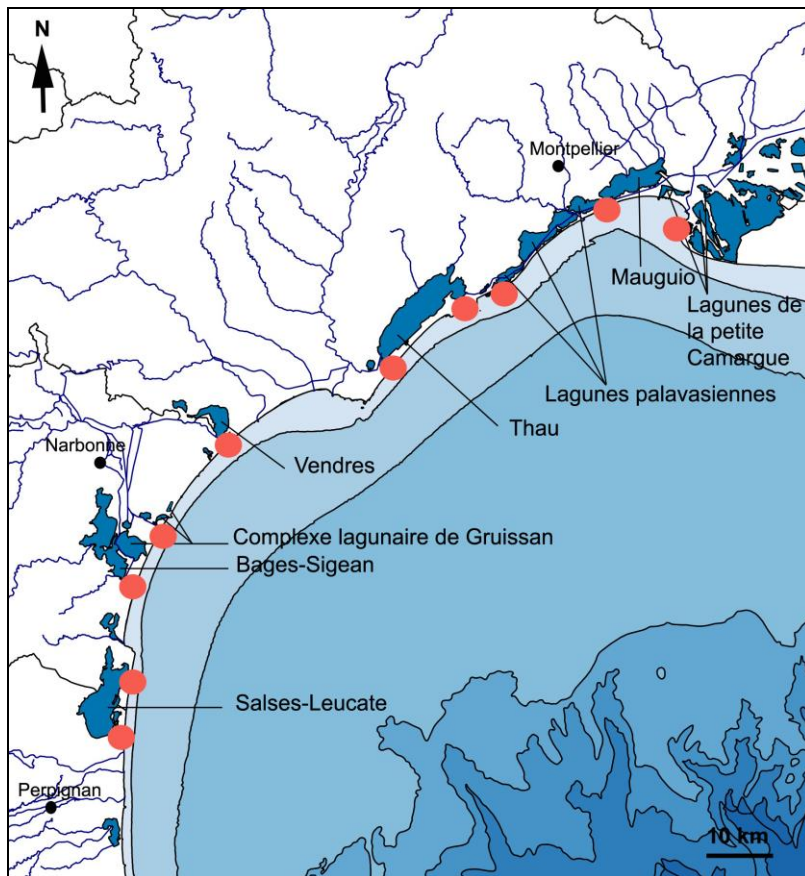 N
Montpellier
Mauguio
Lagunes de
la petite
Camargue
Lagunes palavasiennes
Thau
Narbonne
Vendres
Complexe lagunaire de Gruissan
Bages-Sigean
Salses-Leucate
Perpignan
10 km